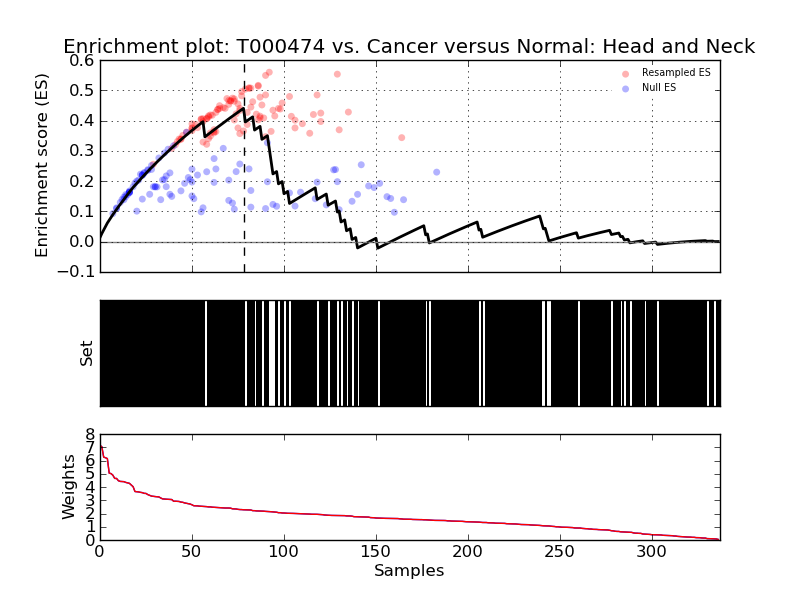 Enrichment plot: T000474 vs. Cancer versus Normal: Head and Neck
0.6
0.5
0.4
0.3
0.2
0.1
0.0
−0.1
Enrichment score (ES)
Resampled ES
Null ES
Set
8
7
6
5
4
3
2
1
0
Weights
0 50 100 150 200 250 300
Samples